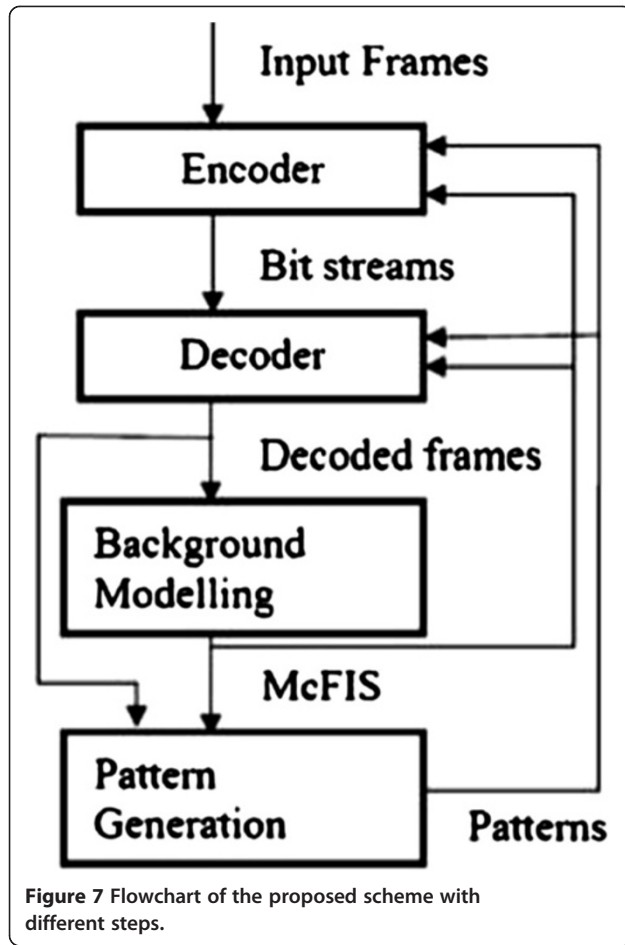 Input Frames
Encoder
Bit streams
Decoder
Decoded frames
Background
Modelling
McFIS
Pattern
Generation
Patterns
Figure 7 Flowchart of the proposed scheme with
different steps.